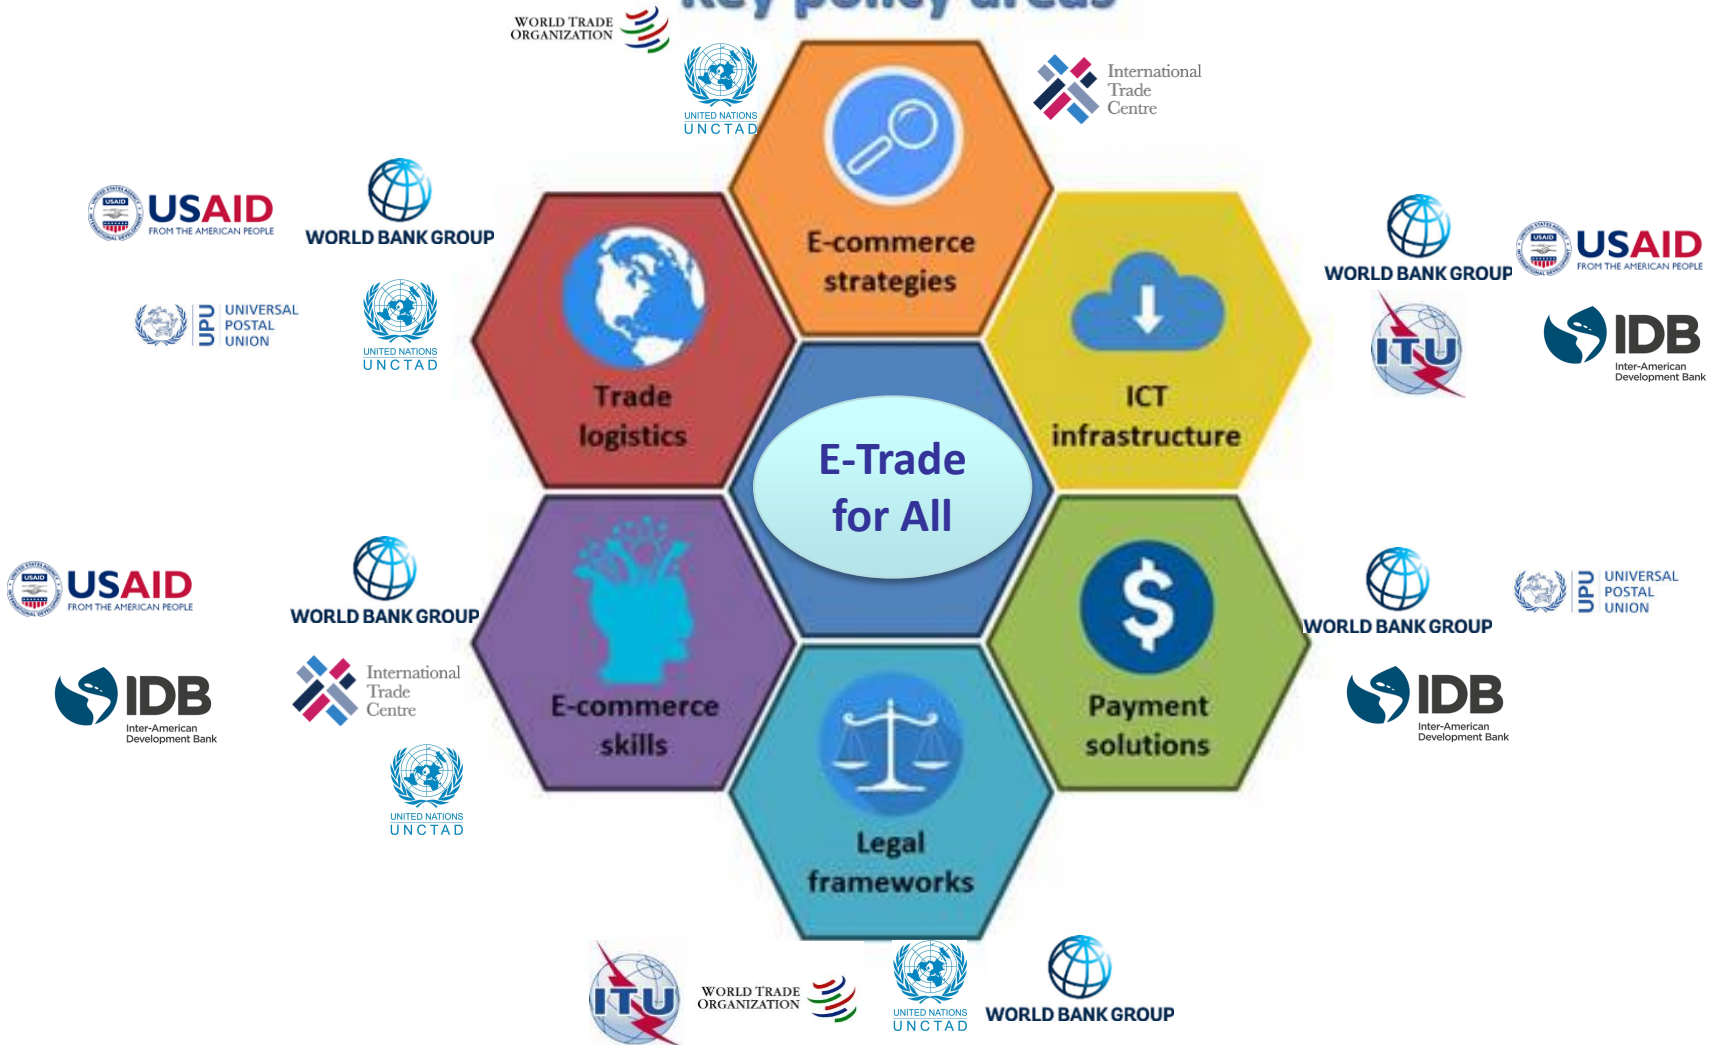 Key policy areas
WORLD TRADE
ORGANIZATION
UNITED NATIONS
UNCTAD
International
Trade
Centre
E-commerce
strategies
USAID
FROM THE AMERICAN PEOPLE
WORLD BANK GROUP
UPU
UNIVERSAL
POSTAL
UNION
UNITED NATIONS
UNCTAD
Trade
logistics
WORLD BANK GROUP
USAID
FROM THE AMERICAN PEOPLE
ITU
IDB
Inter-American
Development Bank
ICT
infrastructure
E-Trade
for All
USAID
FROM THE AMERICAN PEOPLE
WORLD BANK GROUP
IDB
Inter-American
Development Bank
International
Trade
Centre
UNITED NATIONS
UNCTAD
E-commerce
skills
WORLD BANK GROUP
UPU
UNIVERSAL
POSTAL
UNION
IDB
Inter-American
Development Bank
$
Payment
solutions
Legal
frameworks
ITU
WORLD TRADE
ORGANIZATION
UNITED NATIONS
UNCTAD
WORLD BANK GROUP